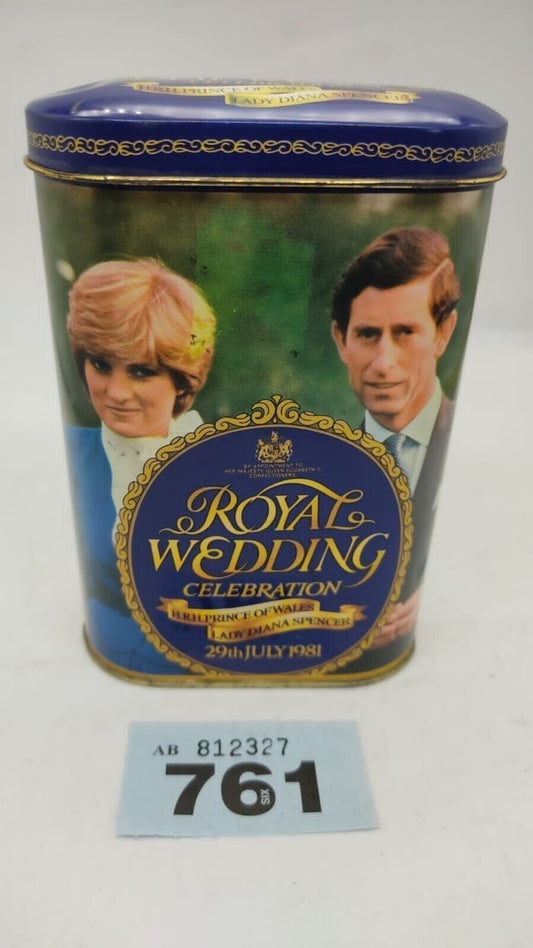 H.R.H. PRINCE OF WALES
LADY DIANA SPENCER
BY APPOINTMENT TO
HER MAJESTY QUEEN ELIZABETH II
CONFECTIONERS
ROYAL
WEDDING
CELEBRATION
H.R.H. PRINCE OF WALES
LADY DIANA SPENCER
29th JULY 1981
AB 812327
761
SIX